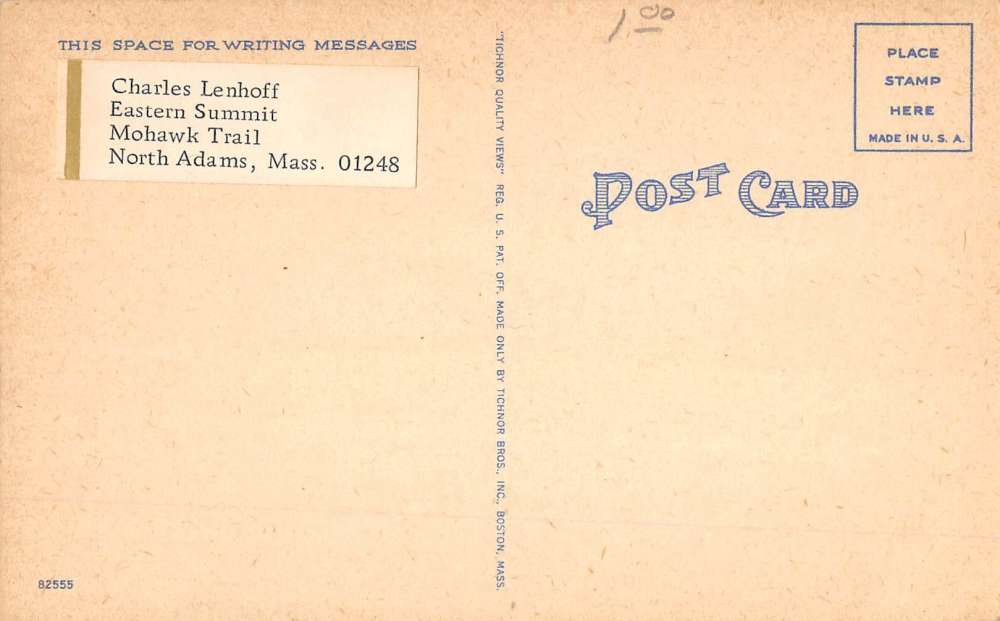 THIS SPACE FOR WRITING MESSAGES
Charles Lenhoff
Eastern Summit
Mohawk Trail
North Adams, Mass. 01248
82555
"TICHNOR QUALITY VIEWS" REG. U. S. PAT. OFF. MADE ONLY BY TICHNOR BROS., INC., BOSTON, MASS.
1 00
PLACE
STAMP
HERE
MADE IN U. S. A.
POST CARD